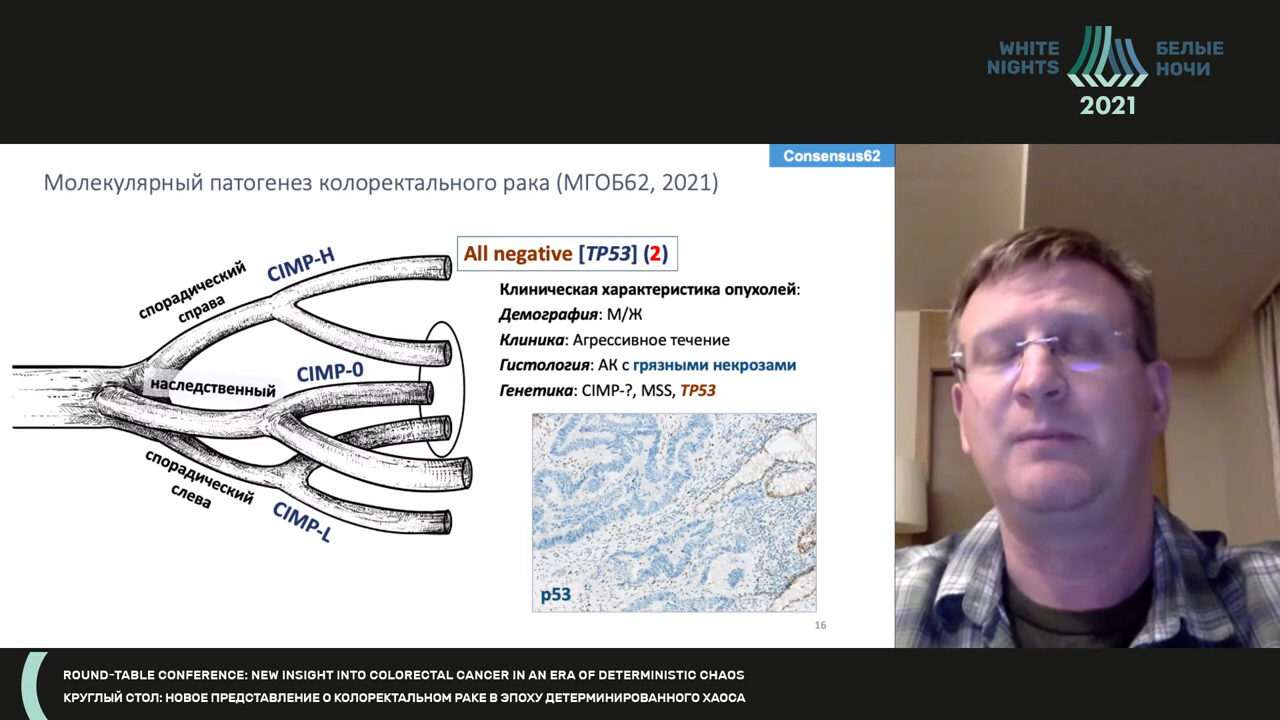 WHITE
NIGHTS
БЕЛЫЕ
НОЧИ
2021
Consensus62
Молекулярный патогенез колоректального рака (МГОБ62, 2021)
All negative [TP53] (2)
спорадический
справа
CIMP-H
наследственный
CIMP-0
спорадический
слева
CIMP-L
Клиническая характеристика опухолей:
Демография: М/Ж
Клиника: Агрессивное течение
Гистология: АК с грязными некрозами
Генетика: CIMP-?, MSS, TP53
p53
16
ROUND-TABLE CONFERENCE: NEW INSIGHT INTO COLORECTAL CANCER IN AN ERA OF DETERMINISTIC CHAOS
КРУГЛЫЙ СТОЛ: НОВОЕ ПРЕДСТАВЛЕНИЕ О КОЛОРЕКТАЛЬНОМ РАКЕ В ЭПОХУ ДЕТЕРМИНИРОВАННОГО ХАОСА